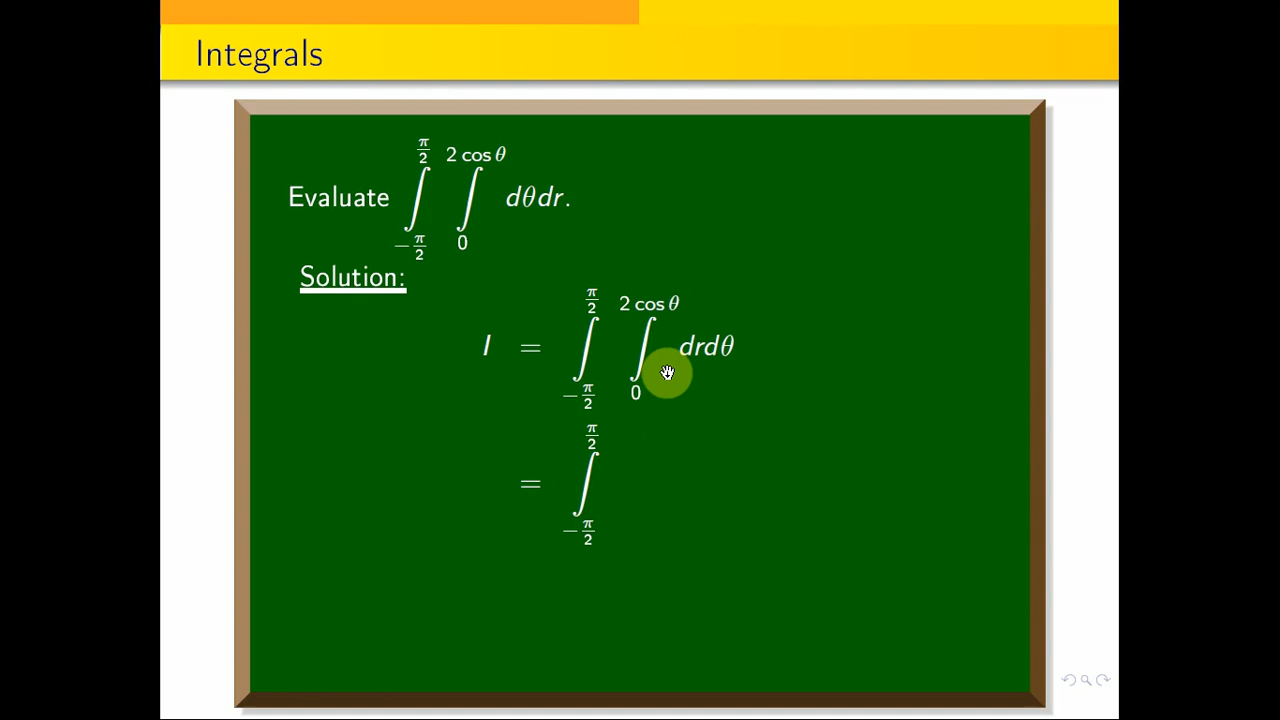 Integrals
Evaluate ∫_{-π/2}^{π/2} ∫_{0}^{2 cos θ} dθdr.
Solution:
I = ∫_{-π/2}^{π/2} ∫_{0}^{2 cos θ} drdθ
= ∫_{-π/2}^{π/2}